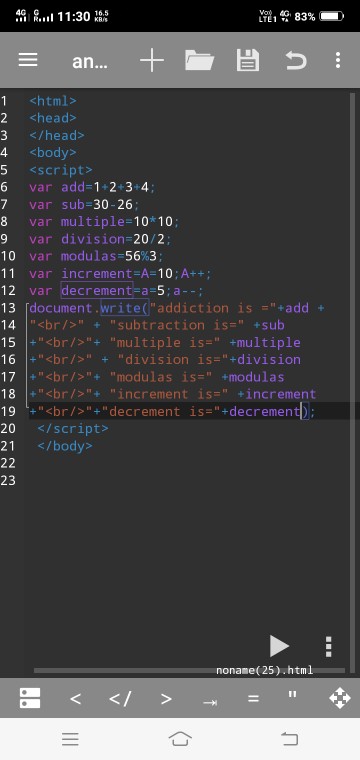 4G G 11:30 16.5 KB/s Vo) LTE1 4G 83%
an...
1 <html>
2 <head>
3 </head>
4 <body>
5 <script>
6 var add=1+2+3+4;
7 var sub=30-26;
8 var multiple=10*10;
9 var division=20/2;
10 var modulas=56%3;
11 var increment=A=10;A++;
12 var decrement=a=5;a--;
13 document.write("addiction is ="+add +
14 "<br/>" + "subtraction is=" +sub
15 +"<br/>"+ "multiple is=" +multiple
16 +"<br/>" + "division is="+division
17 +"<br/>"+ "modulas is=" +modulas
18 +"<br/>"+ "increment is=" +increment
19 +"<br/>"+"decrement is="+decrement);
20 </script>
21 </body>
22
23
noname(25).html
< </ > = "